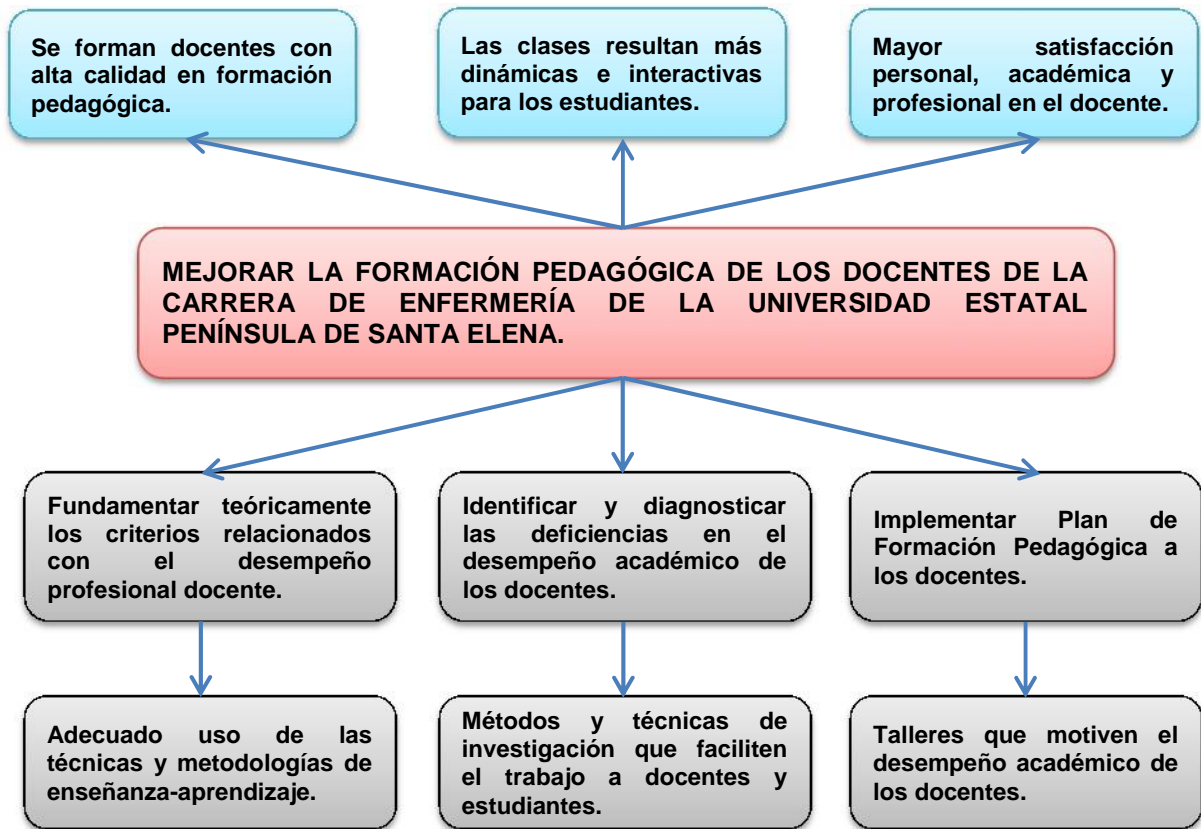 Se forman docentes con
alta calidad en formación
pedagógica.
Las clases resultan más
dinámicas e interactivas
para los estudiantes.
Mayor satisfacción
personal, académica y
profesional en el docente.
MEJORAR LA FORMACIÓN PEDAGÓGICA DE LOS DOCENTES DE LA
CARRERA DE ENFERMERÍA DE LA UNIVERSIDAD ESTATAL
PENÍNSULA DE SANTA ELENA.
Fundamentar teóricamente
los criterios relacionados
con el desempeño
profesional docente.
Identificar y diagnosticar
las deficiencias en el
desempeño académico de
los docentes.
Implementar Plan de
Formación Pedagógica a
los docentes.
Adecuado uso de las
técnicas y metodologías de
enseñanza-aprendizaje.
Métodos y técnicas de
investigación que faciliten
el trabajo a docentes y
estudiantes.
Talleres que motiven el
desempeño académico de
los docentes.